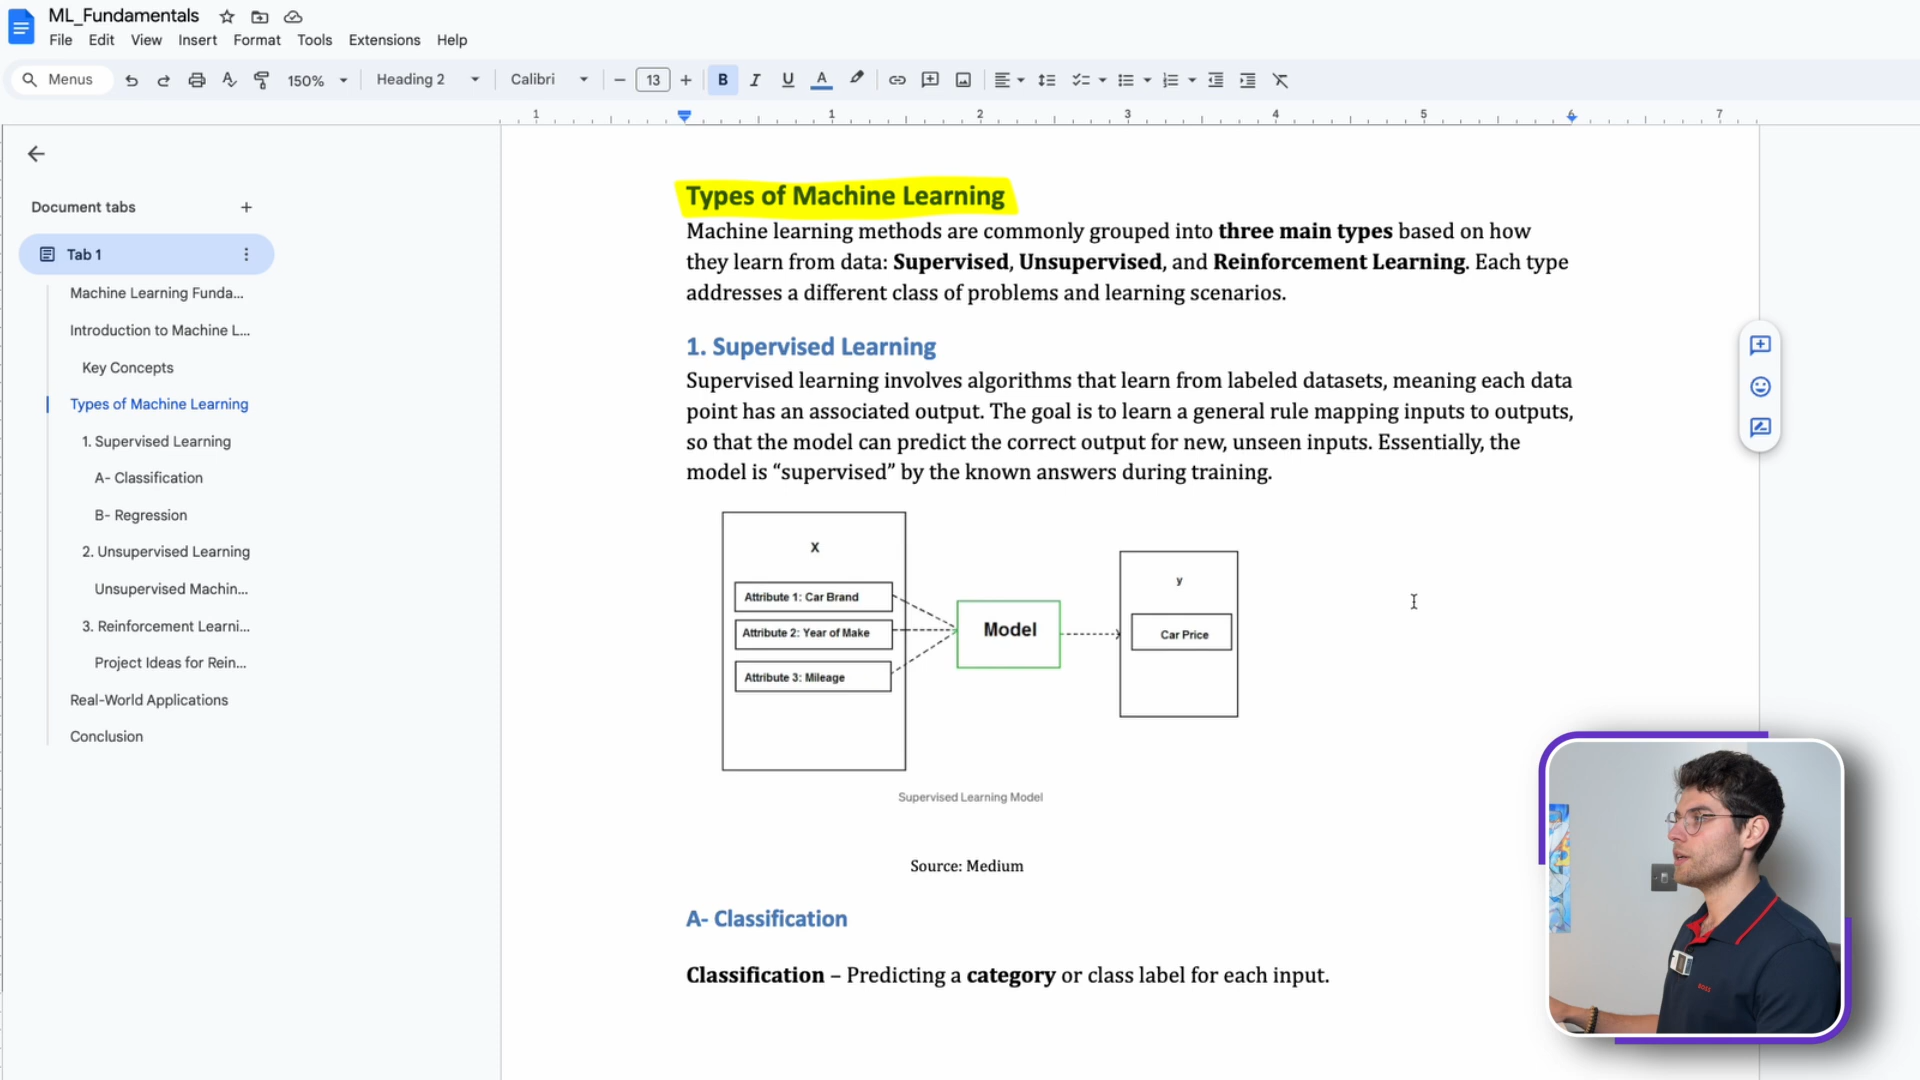 ML_Fundamentals
File Edit View Insert Format Tools Extensions Help
Menus 150% Heading 2 Calibri 13 B I U A
1 1 2 3 4 5 6 7
Document tabs
Tab 1
Machine Learning Funda...
Introduction to Machine L...
Key Concepts
Types of Machine Learning
1. Supervised Learning
A- Classification
B- Regression
2. Unsupervised Learning
Unsupervised Machin...
3. Reinforcement Learni...
Project Ideas for Rein...
Real-World Applications
Conclusion
Types of Machine Learning
Machine learning methods are commonly grouped into three main types based on how
they learn from data: Supervised, Unsupervised, and Reinforcement Learning. Each type
addresses a different class of problems and learning scenarios.
1. Supervised Learning
Supervised learning involves algorithms that learn from labeled datasets, meaning each data
point has an associated output. The goal is to learn a general rule mapping inputs to outputs,
so that the model can predict the correct output for new, unseen inputs. Essentially, the
model is “supervised” by the known answers during training.
X
Attribute 1: Car Brand
Attribute 2: Year of Make
Attribute 3: Mileage
Model
y
Car Price
Supervised Learning Model
Source: Medium
A- Classification
Classification – Predicting a category or class label for each input.
BOSS